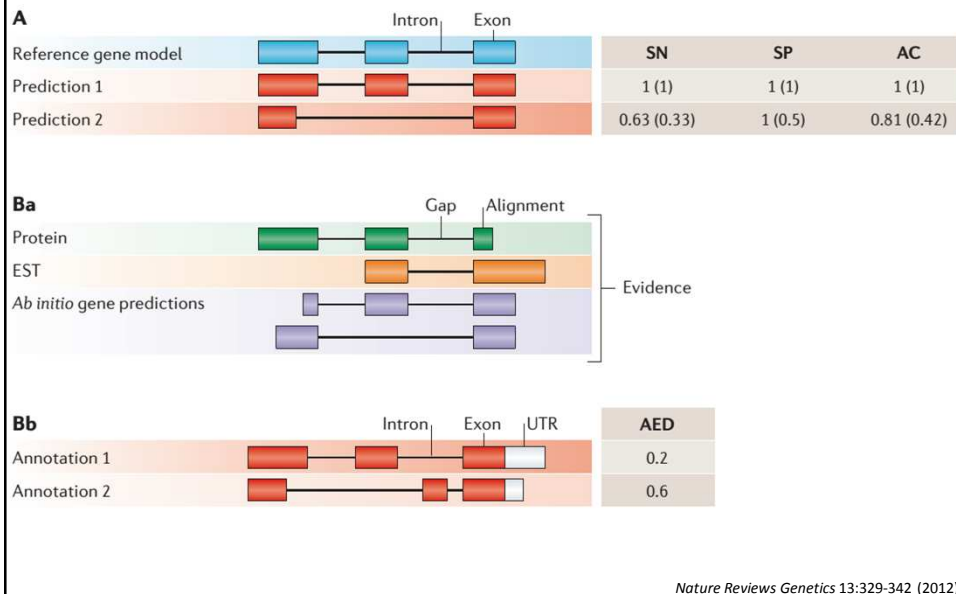 A
Intron Exon
Reference gene model SN SP AC
Prediction 1 1 (1) 1 (1) 1 (1)
Prediction 2 0.63 (0.33) 1 (0.5) 0.81 (0.42)
Ba
Gap Alignment
Protein
EST
Evidence
Ab initio gene predictions
Bb
Intron Exon UTR AED
Annotation 1 0.2
Annotation 2 0.6
Nature Reviews Genetics 13:329-342 (2012)